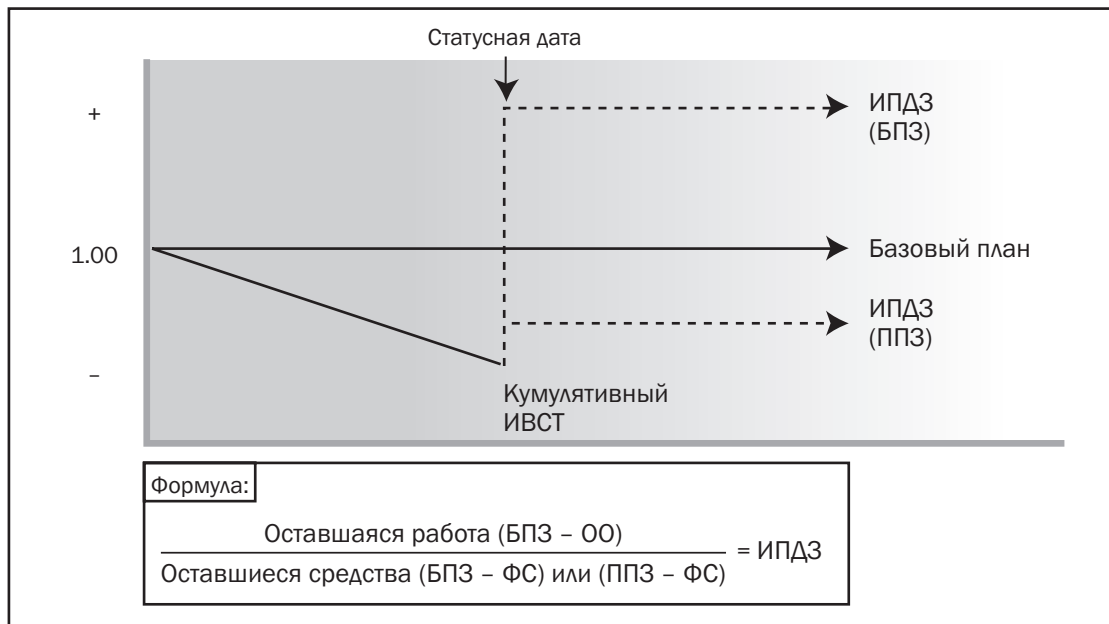 Статусная дата
+
ИПДЗ
(БПЗ)
1.00
Базовый план
ИПДЗ
(ППЗ)
–
Кумулятивный
ИВСТ
Формула:
Оставшаяся работа (БПЗ – ОО)
Оставшиеся средства (БПЗ – ФС) или (ППЗ – ФС)
= ИПДЗ